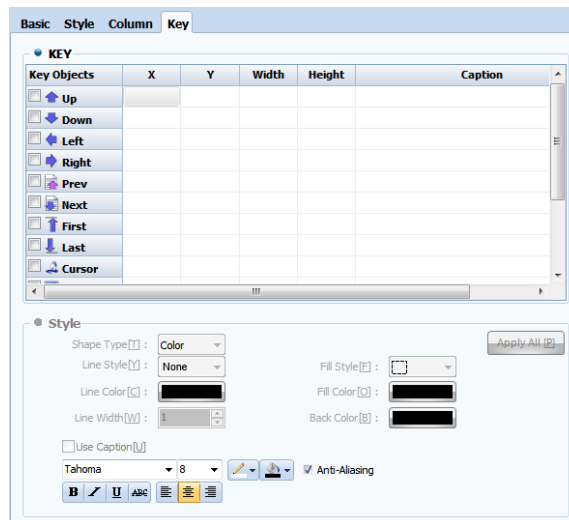 Basic Style Column Key
KEY
Key Objects X Y Width Height Caption
Up
Down
Left
Right
Prev
Next
First
Last
Cursor
Style
Shape Type[T] : Color Apply All [P]
Line Style[Y] : None Fill Style[F] :
Line Color[C] : Fill Color[O] :
Line Width[W] : 1 Back Color[B] :
Use Caption[U]
Tahoma 8 Anti-Aliasing
B I U ABC